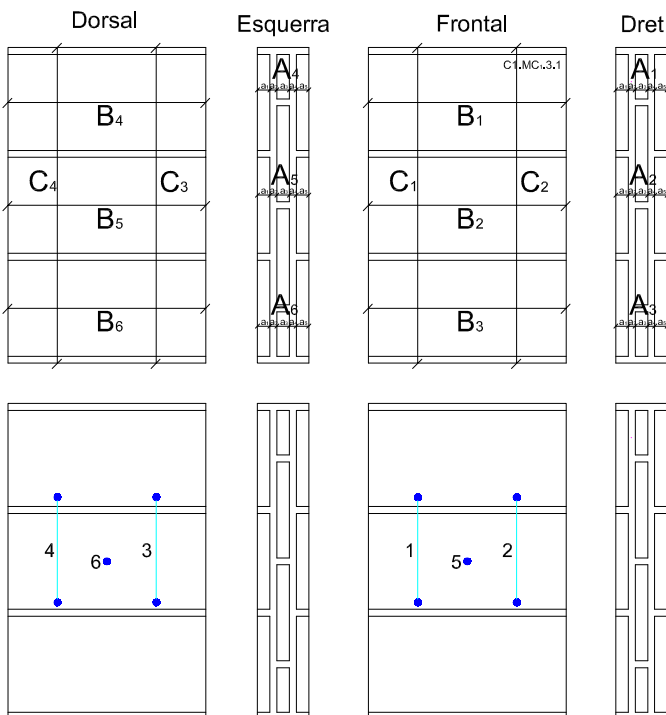 Dorsal
Esquerra
Frontal
Dret
C1.MC1.3.1
A4
A1
B4
B1
C4
C3
A5
C1
C2
A2
B5
B2
A6
A3
B6
B3
4
6
3
1
5
2